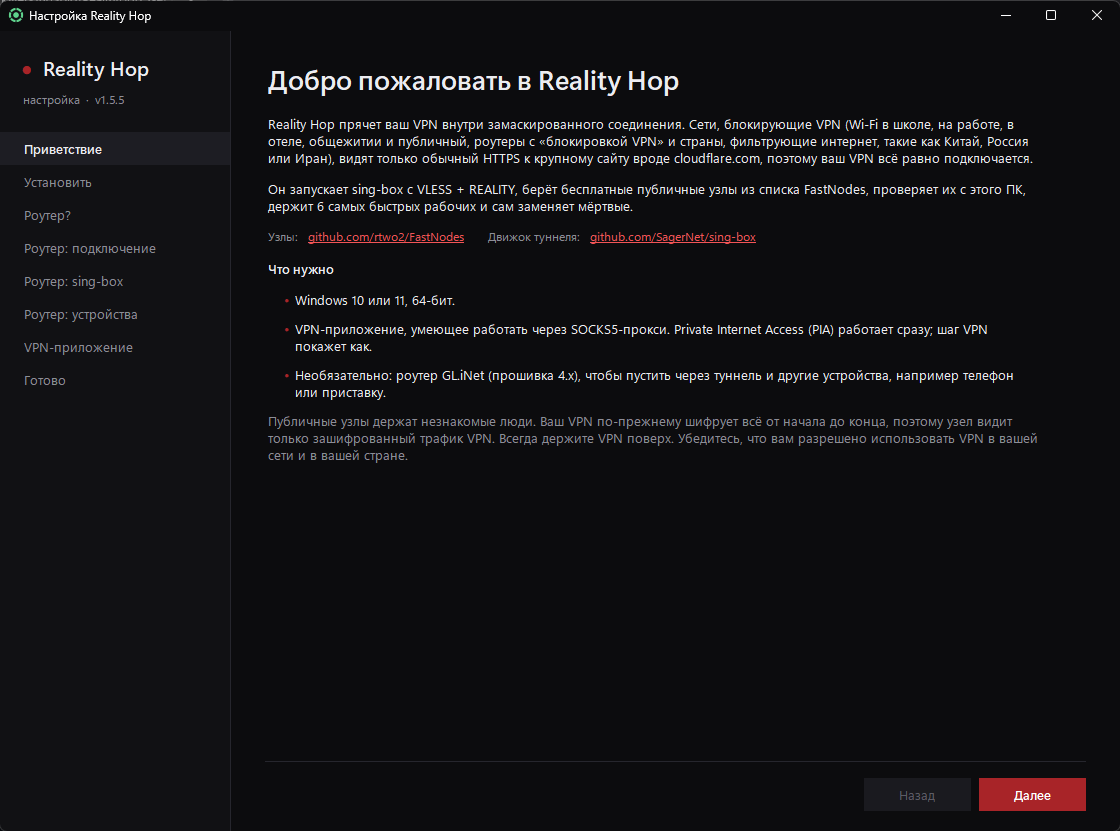 Настройка Reality Hop
Reality Hop
настройка · v1.5.5
Приветствие
Установить
Роутер?
Роутер: подключение
Роутер: sing-box
Роутер: устройства
VPN-приложение
Готово
Добро пожаловать в Reality Hop
Reality Hop прячет ваш VPN внутри замаскированного соединения. Сети, блокирующие VPN (Wi-Fi в школе, на работе, в
отеле, общежитии и публичный, роутеры с «блокировкой VPN» и страны, фильтрующие интернет, такие как Китай, Россия
или Иран), видят только обычный HTTPS к крупному сайту вроде cloudflare.com, поэтому ваш VPN всё равно подключается.
Он запускает sing-box с VLESS + REALITY, берёт бесплатные публичные узлы из списка FastNodes, проверяет их с этого ПК,
держит 6 самых быстрых рабочих и сам заменяет мёртвые.
Узлы: github.com/rtwo2/FastNodes Движок туннеля: github.com/SagerNet/sing-box
Что нужно
• Windows 10 или 11, 64-бит.
• VPN-приложение, умеющее работать через SOCKS5-прокси. Private Internet Access (PIA) работает сразу; шаг VPN
покажет как.
• Необязательно: роутер GL.iNet (прошивка 4.x), чтобы пустить через туннель и другие устройства, например телефон
или приставку.
Публичные узлы держат незнакомые люди. Ваш VPN по-прежнему шифрует всё от начала до конца, поэтому узел видит
только зашифрованный трафик VPN. Всегда держите VPN поверх. Убедитесь, что вам разрешено использовать VPN в вашей
сети и в вашей стране.
Назад
Далее